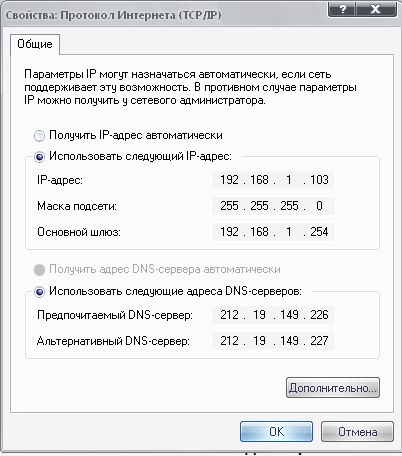 Свойства: Протокол Интернета (TCP/IP)
Общие
Параметры IP могут назначаться автоматически, если сеть
поддерживает эту возможность. В противном случае параметры
IP можно получить у сетевого администратора.
Получить IP-адрес автоматически
Использовать следующий IP-адрес:
IP-адрес: 192 . 168 . 1 . 103
Маска подсети: 255 . 255 . 255 . 0
Основной шлюз: 192 . 168 . 1 . 254
Получить адрес DNS-сервера автоматически
Использовать следующие адреса DNS-серверов:
Предпочитаемый DNS-сервер: 212 . 19 . 149 . 226
Альтернативный DNS-сервер: 212 . 19 . 149 . 227
Дополнительно...
OK Отмена